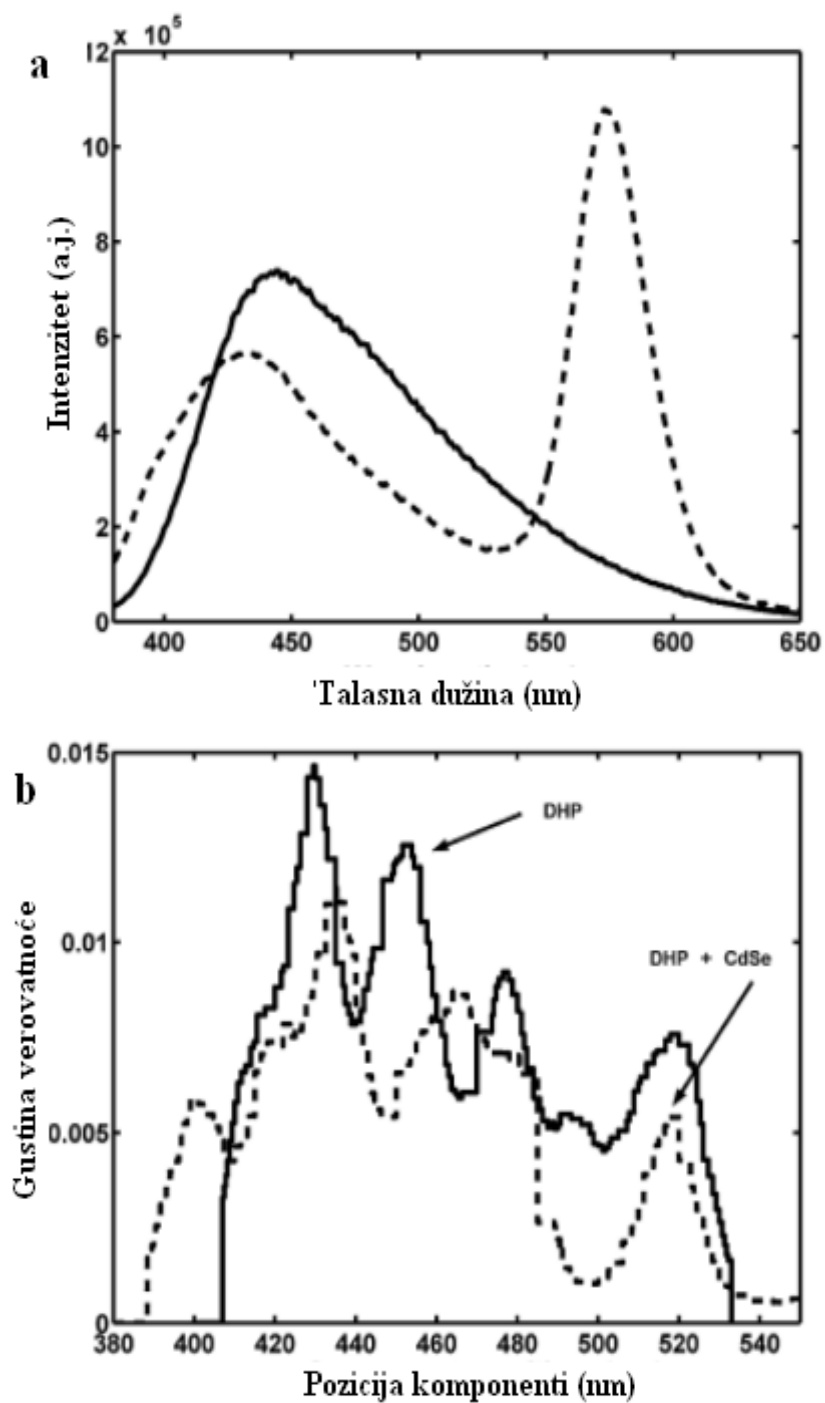 a
x 10⁵
12
10
8
6
4
2
0
Intenzitet (a.j.)
400 450 500 550 600 650
Talasna dužina (nm)
b
0.015
0.01
0.005
0
Gustina verovatnoće
DHP
DHP + CdSe
380 400 420 440 460 480 500 520 540
Pozicija komponenti (nm)